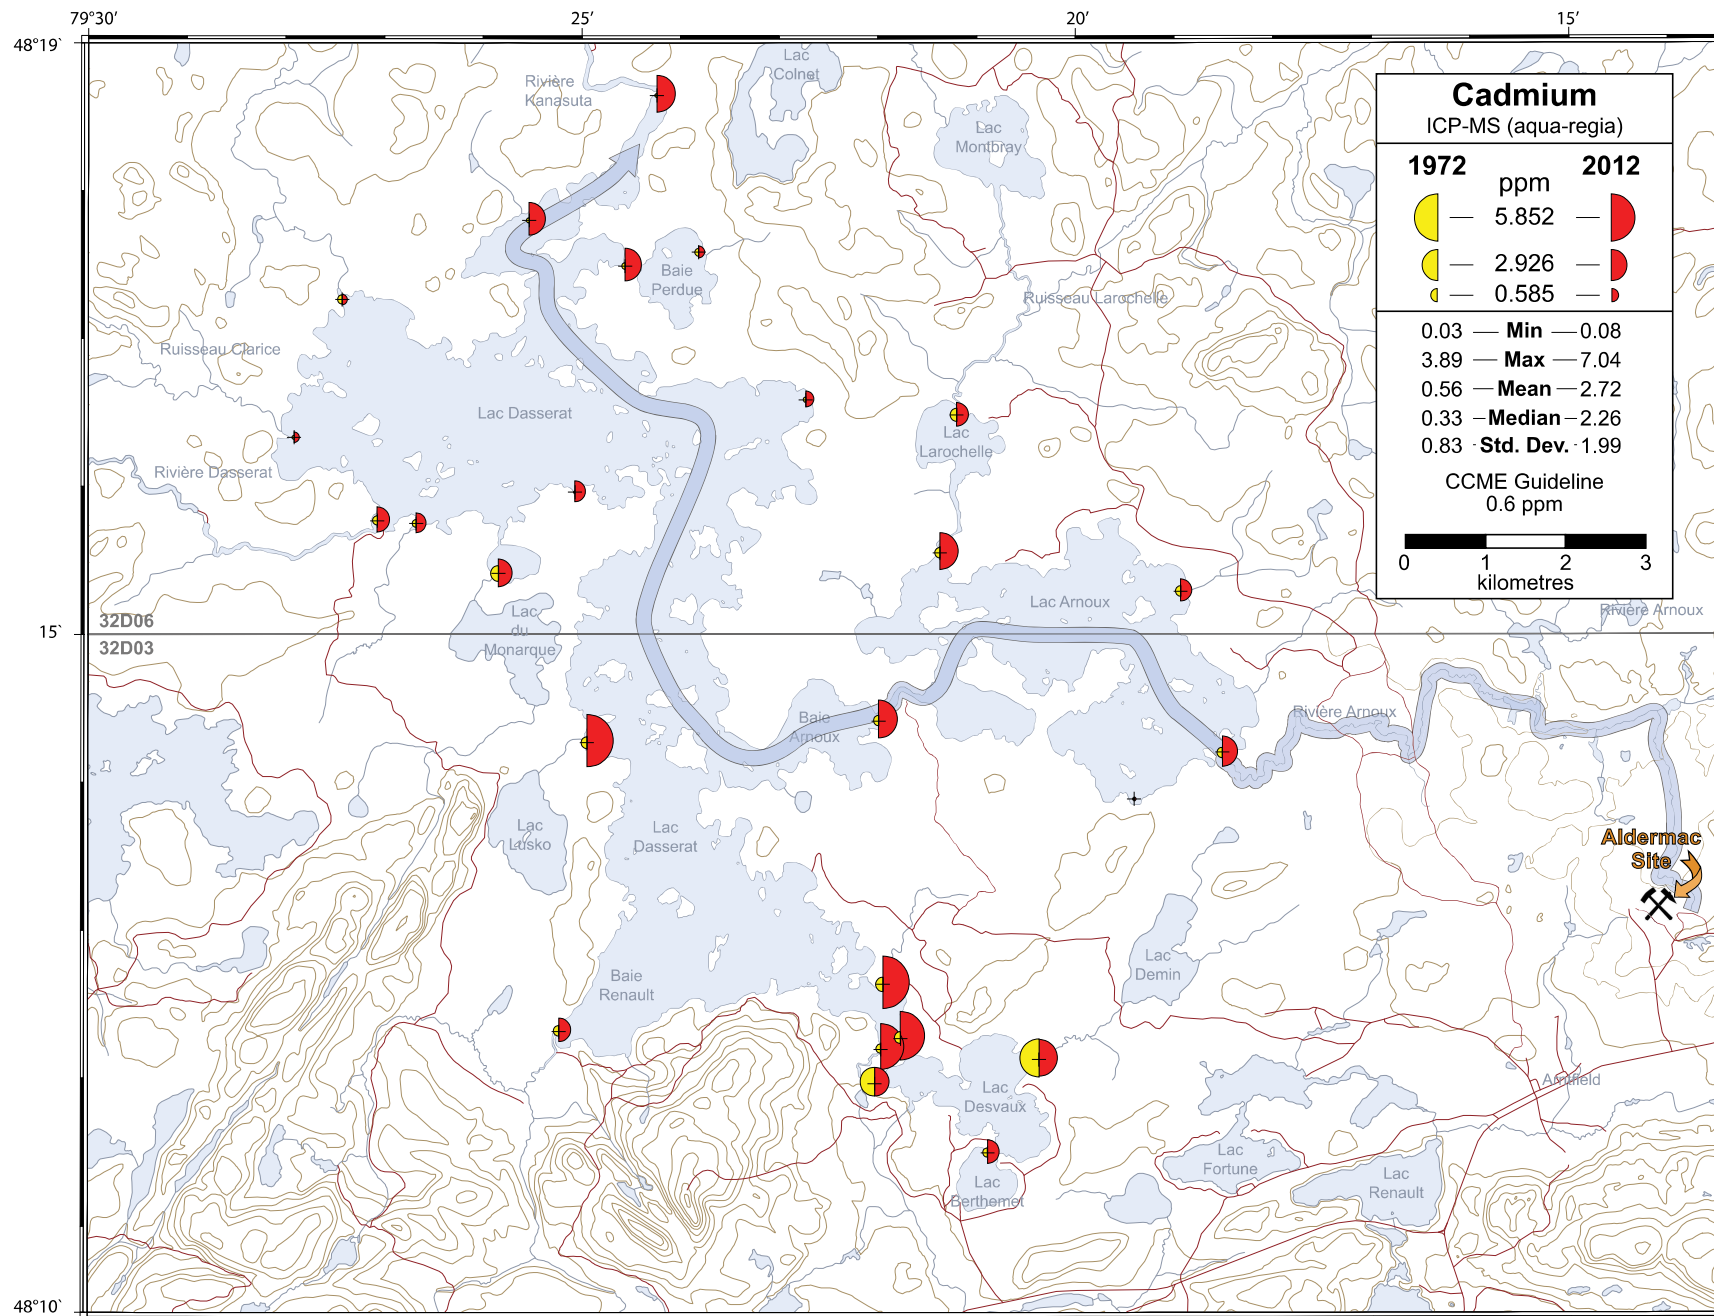 79°30′ 25′ 20′ 15′
48°19`
Rivière
Kanasuta
Lac
Colnet
Lac
Montbray
Cadmium
ICP-MS (aqua-regia)
1972 ppm 2012
5.852
2.926
0.585
0.03 Min 0.08
3.89 Max 7.04
0.56 Mean 2.72
0.33 Median 2.26
0.83 Std. Dev. 1.99
CCME Guideline
0.6 ppm
0 1 2 3
kilometres
Baie
Perdue
Ruisseau Larochelle
Ruisseau Clarice
Lac Dasserat
Lac
Larochelle
Rivière Dasserat
Lac Arnoux
Rivière Arnoux
Lac
du
Monarque
15` 32D06
32D03
Baie
Arnoux
Rivière Arnoux
Lac
Lusko
Lac
Dasserat
Aldermac
Site
Baie
Renault
Lac
Demin
Lac
Desvaux
Arntfield
Lac
Fortune
Lac
Renault
Lac
Berthemet
48°10`